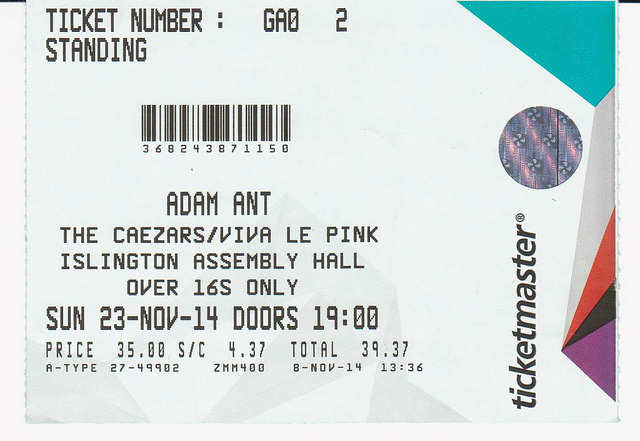 TICKET NUMBER : GA0 2
STANDING
368243871150
ADAM ANT
THE CAEZARS/VIVA LE PINK
ISLINGTON ASSEMBLY HALL
OVER 16S ONLY
SUN 23-NOV-14 DOORS 19:00
PRICE 35.00 S/C 4.37 TOTAL 39.37
A-TYPE 27-49902 ZMM400 8-NOV-14 13:36
ticketmaster®